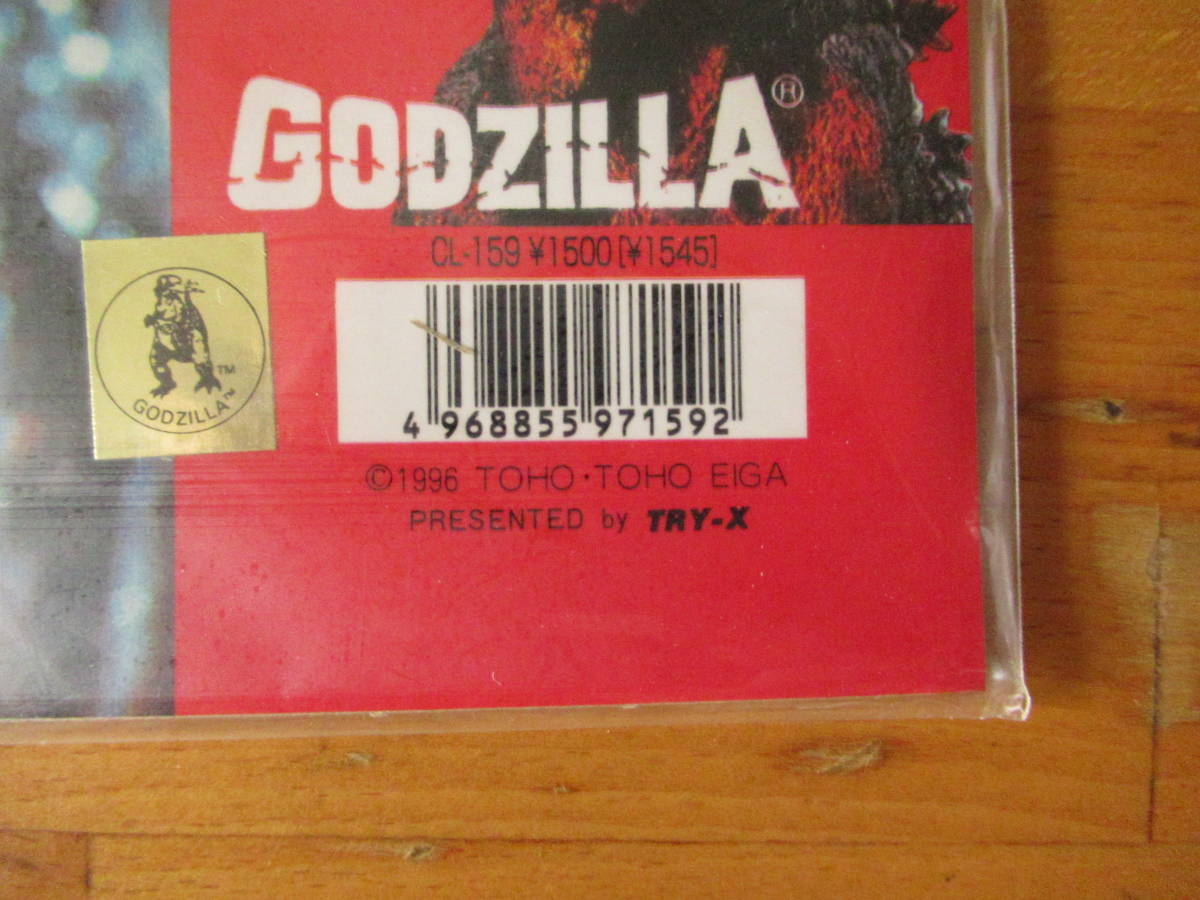 GODZILLA®
CL-159 ¥1500[¥1545]
TM
GODZILLA™
4 968855 971592
©1996 TOHO·TOHO EIGA
PRESENTED by TRY-X